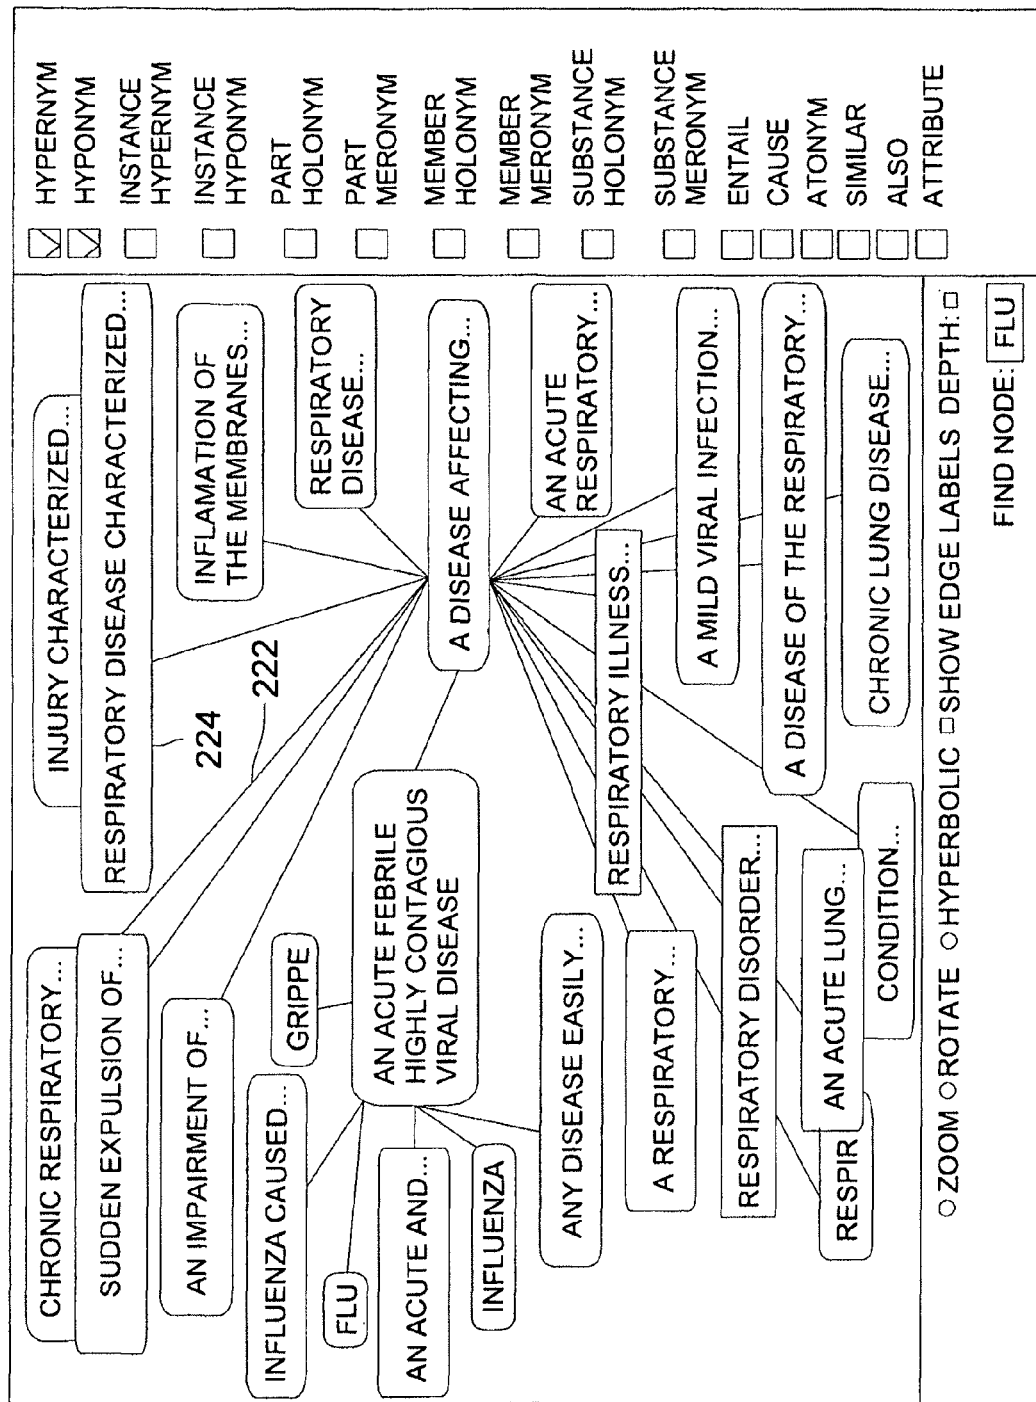 CHRONIC RESPIRATORY...
SUDDEN EXPULSION OF...
AN IMPAIRMENT OF...
INFLUENZA CAUSED...
FLU
AN ACUTE AND...
INFLUENZA
GRIPPE
AN ACUTE FEBRILE
HIGHLY CONTAGIOUS
VIRAL DISEASE
ANY DISEASE EASILY...
A RESPIRATORY...
RESPIRATORY DISORDER...
RESPIR
AN ACUTE LUNG...
CONDITION...
INJURY CHARACTERIZED...
RESPIRATORY DISEASE CHARACTERIZED...
224
222
INFLAMATION OF
THE MEMBRANES...
RESPIRATORY
DISEASE...
A DISEASE AFFECTING...
AN ACUTE
RESPIRATORY...
RESPIRATORY ILLNESS...
A MILD VIRAL INFECTION...
A DISEASE OF THE RESPIRATORY...
CHRONIC LUNG DISEASE...
HYPERNYM
HYPONYM
INSTANCE
HYPERNYM
INSTANCE
HYPONYM
PART
HOLONYM
PART
MERONYM
MEMBER
HOLONYM
MEMBER
MERONYM
SUBSTANCE
HOLONYM
SUBSTANCE
MERONYM
ENTAIL
CAUSE
ATONYM
SIMILAR
ALSO
ATTRIBUTE
ZOOM ROTATE HYPERBOLIC SHOW EDGE LABELS DEPTH:
FIND NODE: FLU